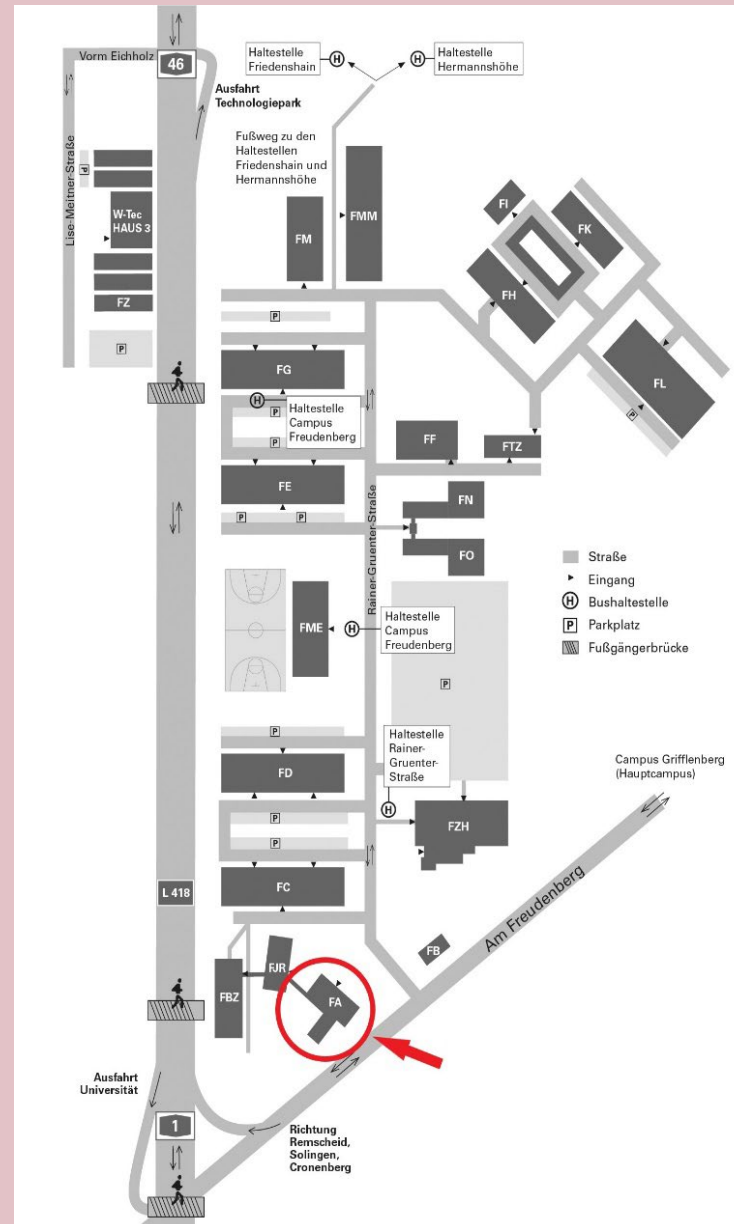 Vorm Eichholz
46
Ausfahrt
Technologiepark
Haltestelle
Friedenshain
H
H
Haltestelle
Hermannshöhe
Fußweg zu den
Haltestellen
Friedenshain und
Hermannshöhe
Lise-Meitner-Straße
P
W-Tec
HAUS 3
FZ
P
FM
FMM
FI
FK
FH
FL
P
P
FG
H
Haltestelle
Campus
Freudenberg
P
P
FE
P
P
FF
FTZ
FN
FO
Rainer-Gruenter-Straße
FME
H
Haltestelle
Campus
Freudenberg
P
Straße
Eingang
H
Bushaltestelle
P
Parkplatz
Fußgängerbrücke
P
FD
Haltestelle
Rainer-
Gruenter-
Straße
H
P
P
FZH
Campus Grifflenberg
(Hauptcampus)
FC
L 418
Am Freudenberg
FB
FBZ
FJR
FA
Ausfahrt
Universität
1
Richtung
Remscheid,
Solingen,
Cronenberg